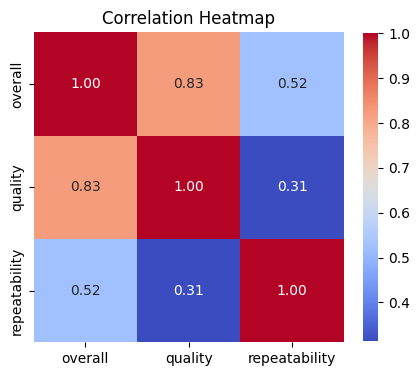 Correlation Heatmap
overall
1.00 0.83 0.52
quality
0.83 1.00 0.31
repeatability
0.52 0.31 1.00
overall quality repeatability
1.0
0.9
0.8
0.7
0.6
0.5
0.4